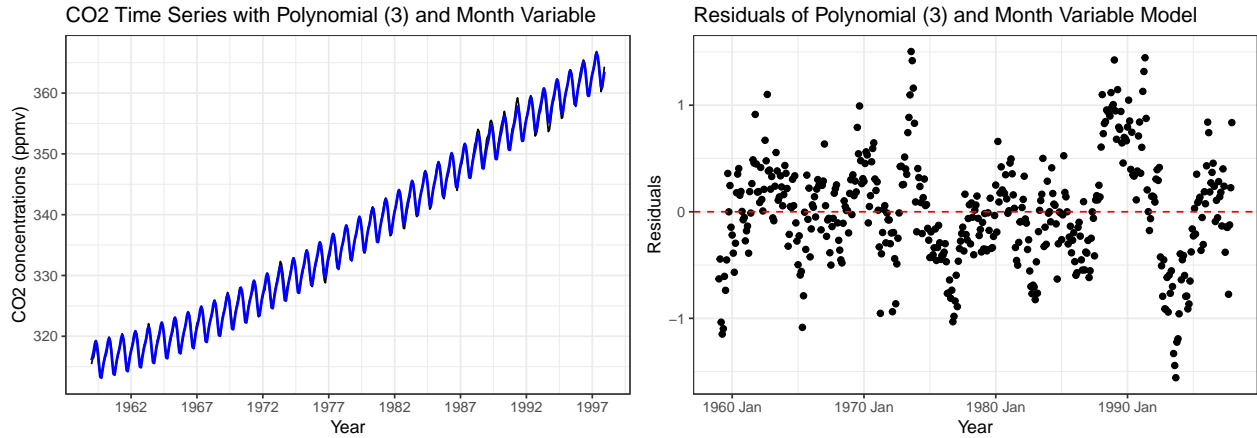 CO2 Time Series with Polynomial (3) and Month Variable
CO2 concentrations (ppmv)
360
350
340
330
320
1962 1967 1972 1977 1982 1987 1992 1997
Year
Residuals of Polynomial (3) and Month Variable Model
Residuals
1
0
−1
1960 Jan 1970 Jan 1980 Jan 1990 Jan
Year